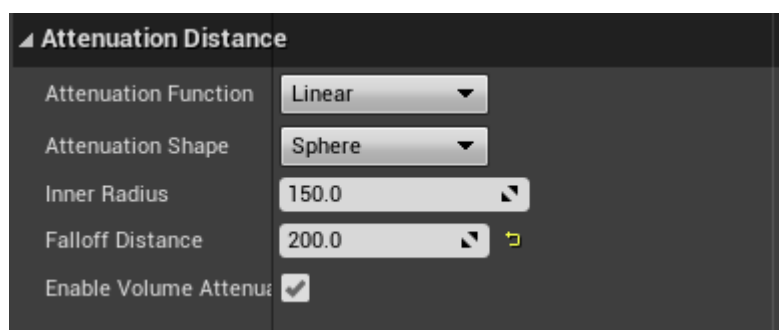 Attenuation Distance
Attenuation Function Linear
Attenuation Shape Sphere
Inner Radius 150.0
Falloff Distance 200.0
Enable Volume Attenua